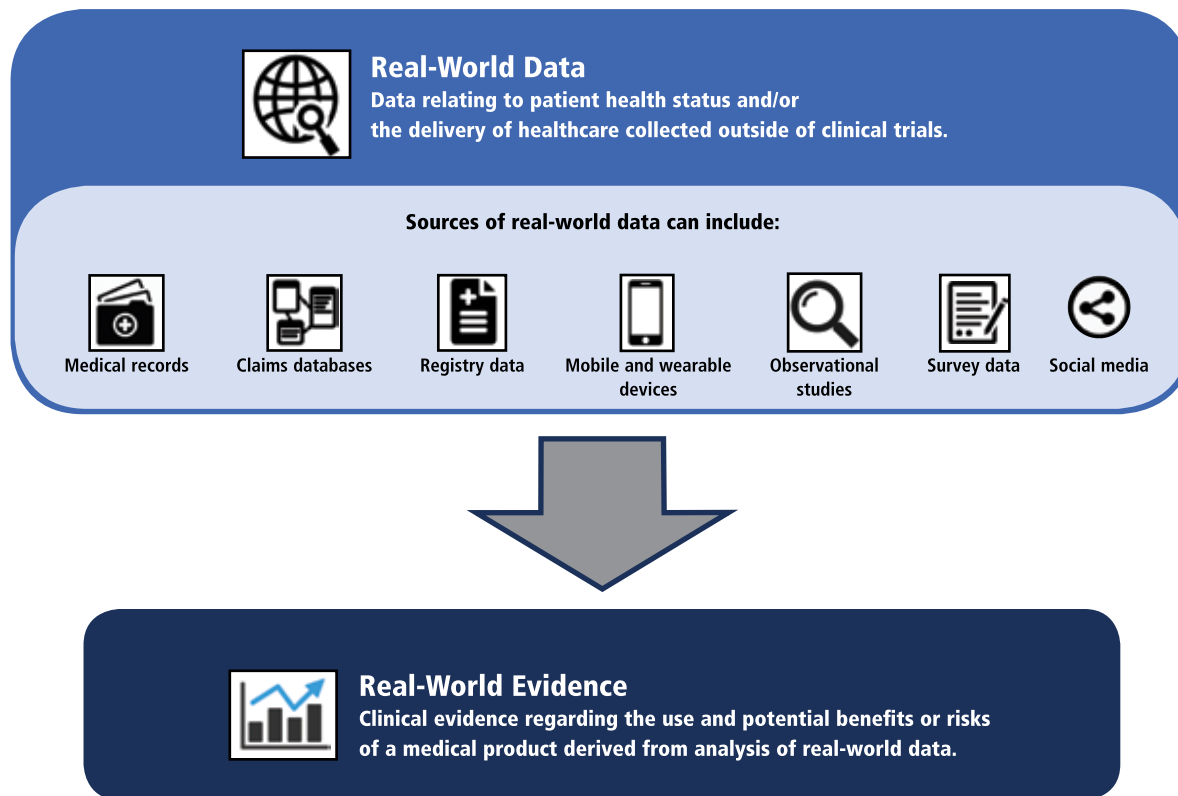 Real-World Data
Data relating to patient health status and/or
the delivery of healthcare collected outside of clinical trials.
Sources of real-world data can include:
Medical records
Claims databases
Registry data
Mobile and wearable
devices
Observational
studies
Survey data
Social media
Real-World Evidence
Clinical evidence regarding the use and potential benefits or risks
of a medical product derived from analysis of real-world data.